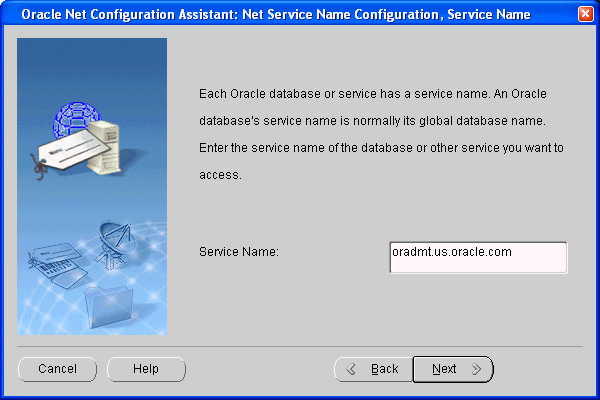 Oracle Net Configuration Assistant: Net Service Name Configuration, Service Name
Each Oracle database or service has a service name. An Oracle
database's service name is normally its global database name.
Enter the service name of the database or other service you want to
access.
Service Name:
oradmt.us.oracle.com
Cancel
Help
Back
Next